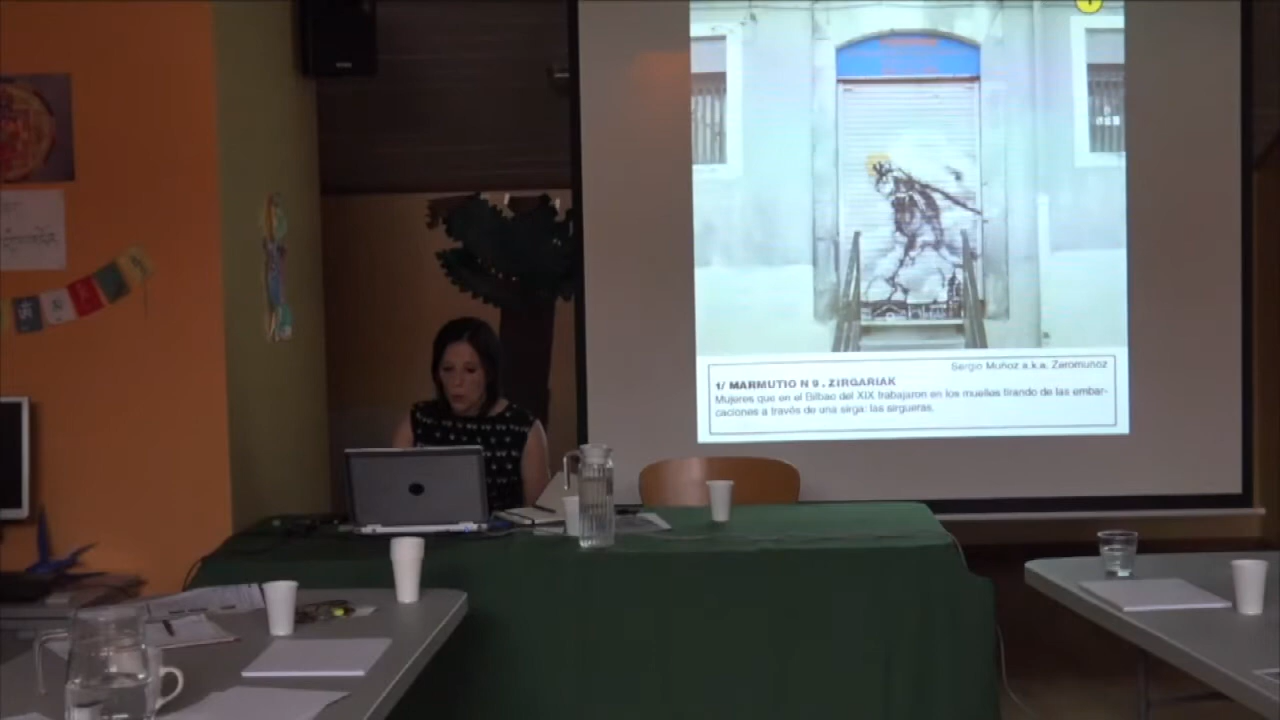 Sergio Muñoz a.k.a. Zeromunoz
1/ MARMUTIO N 9 . ZIRGARIAK
Mujeres que en el Bilbao del XIX trabajaron en los muelles tirando de las embar-
caciones a través de una sirga: las sirgueras.